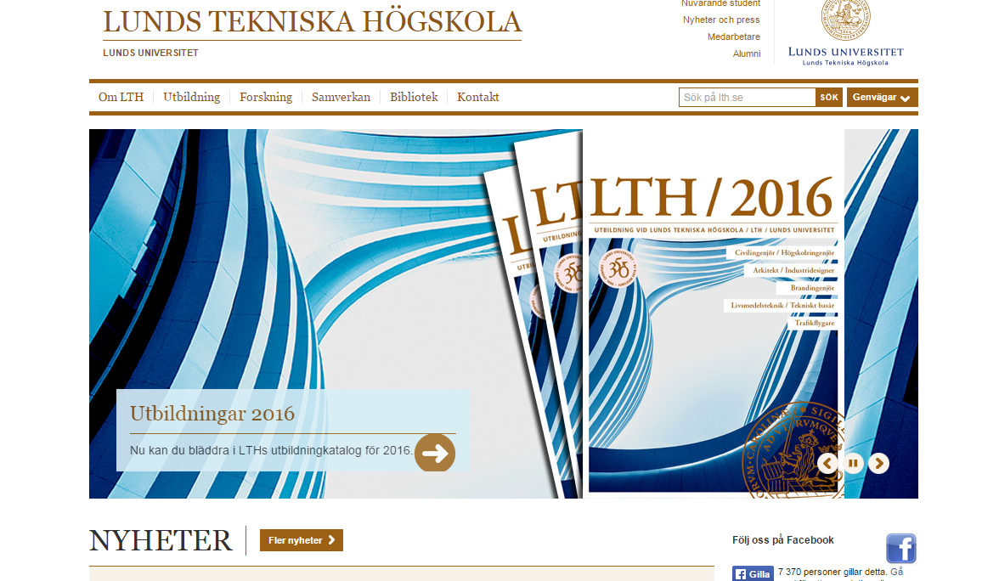 LUNDS TEKNISKA HÖGSKOLA
LUNDS UNIVERSITET
Nuvarande student
Nyheter och press
Medarbetare
Alumni
LUNDS UNIVERSITET
Lunds Tekniska Högskola
Om LTH
Utbildning
Forskning
Samverkan
Bibliotek
Kontakt
Sök på lth.se
SÖK
Genvägar
LTH / 2016
UTBILDNING VID LUNDS TEKNISKA HÖGSKOLA / LTH / LUNDS UNIVERSITET
Civilingenjör / Högskoleingenjör
Arkitekt / Industridesigner
Brandingenjör
Livsmedelsteknik / Tekniskt basår
Trafikflygare
Utbildningar 2016
Nu kan du bläddra i LTHs utbildningkatalog för 2016.
NYHETER
Fler nyheter
Följ oss på Facebook
Gilla
7 370 personer gillar detta. Gå